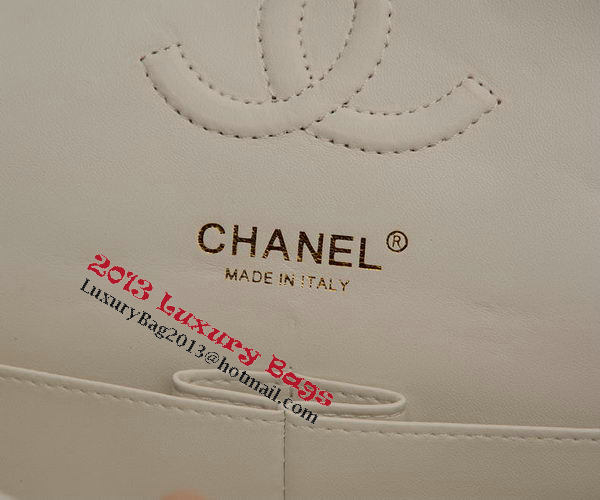 CHANEL®
MADE IN ITALY
2013 Luxury Bags
LuxuryBag2013@hotmail.com